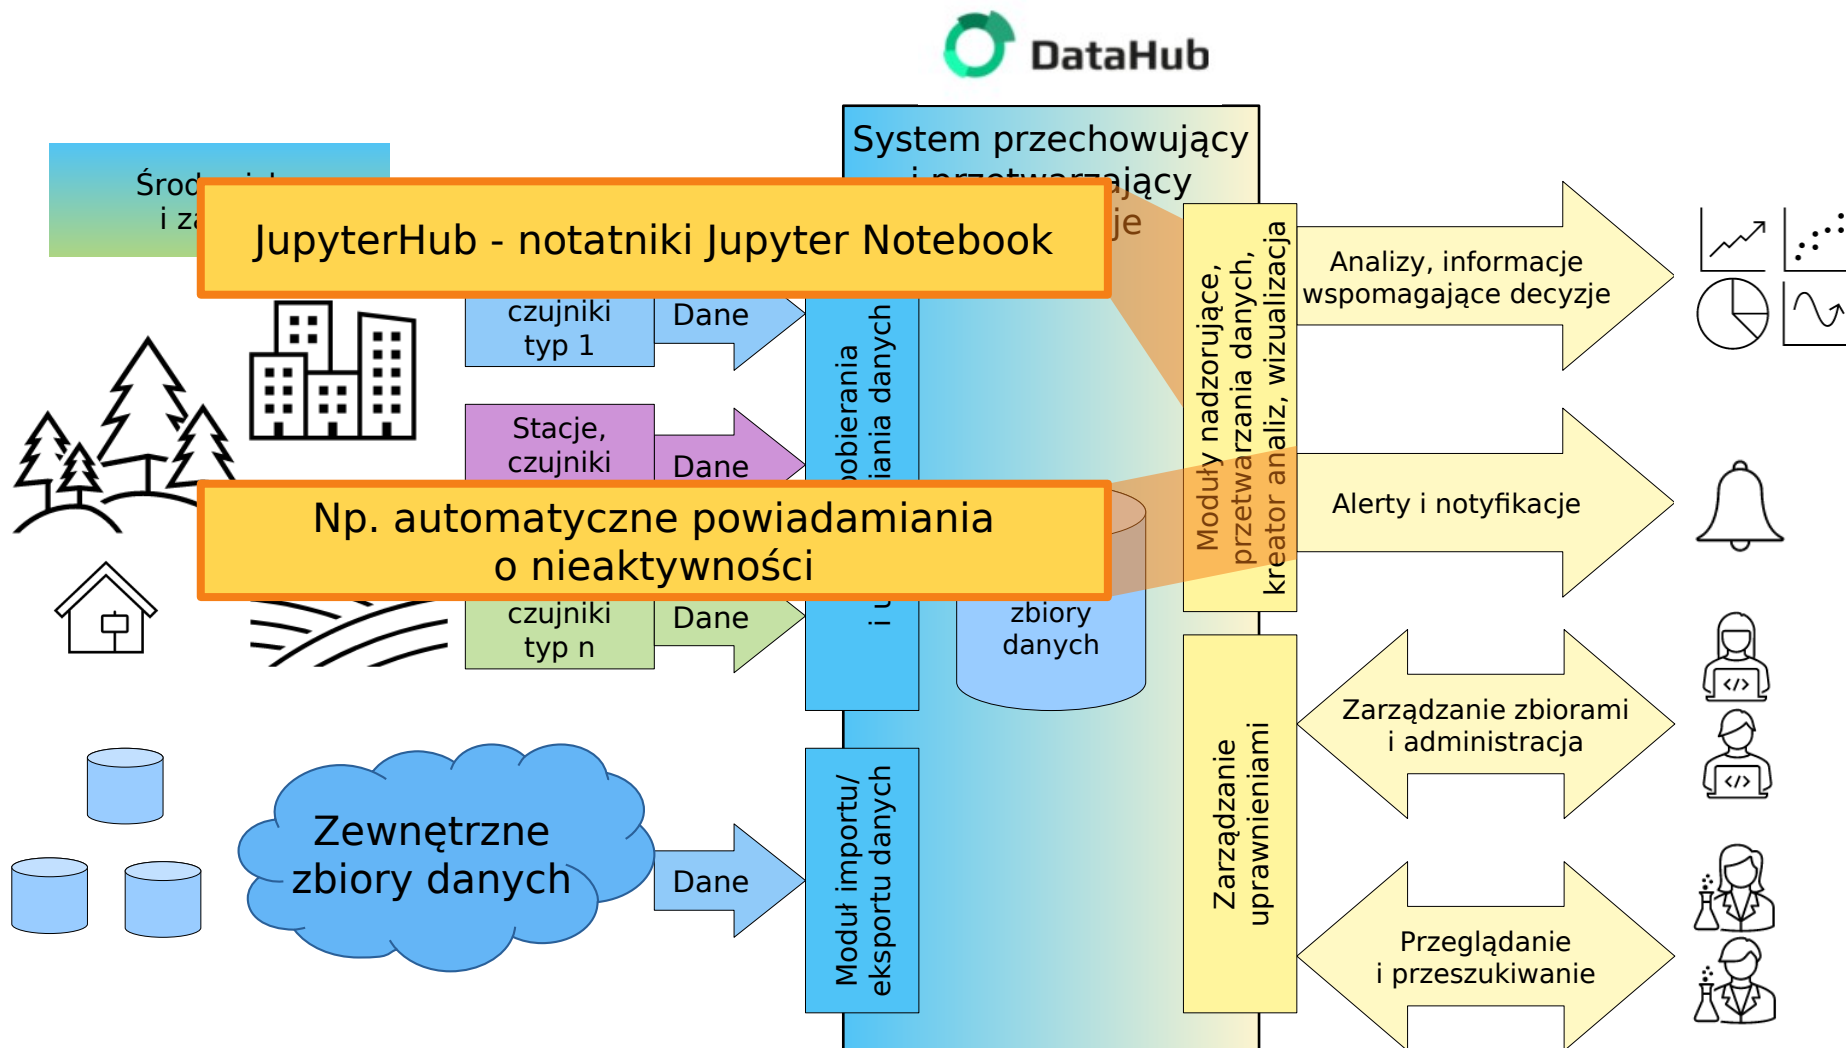 DataHub
System przechowujący
i przetwarzający
i
JupyterHub - notatniki Jupyter Notebook
czujniki
typ 1
Dane
Stacje,
czujniki
Dane
Np. automatyczne powiadamiania
o nieaktywności
czujniki
typ n
Dane
zbiory
danych
Zewnętrzne
zbiory danych
Dane
Moduł importu/
eksportu danych
danych
Moduły nadzorujące,
przetwarzania danych,
kreator analiz, wizualizacja
Zarządzanie
uprawnieniami
Analizy, informacje
wspomagające decyzje
Alerty i notyfikacje
Zarządzanie zbiorami
i administracja
Przeglądanie
i przeszukiwanie